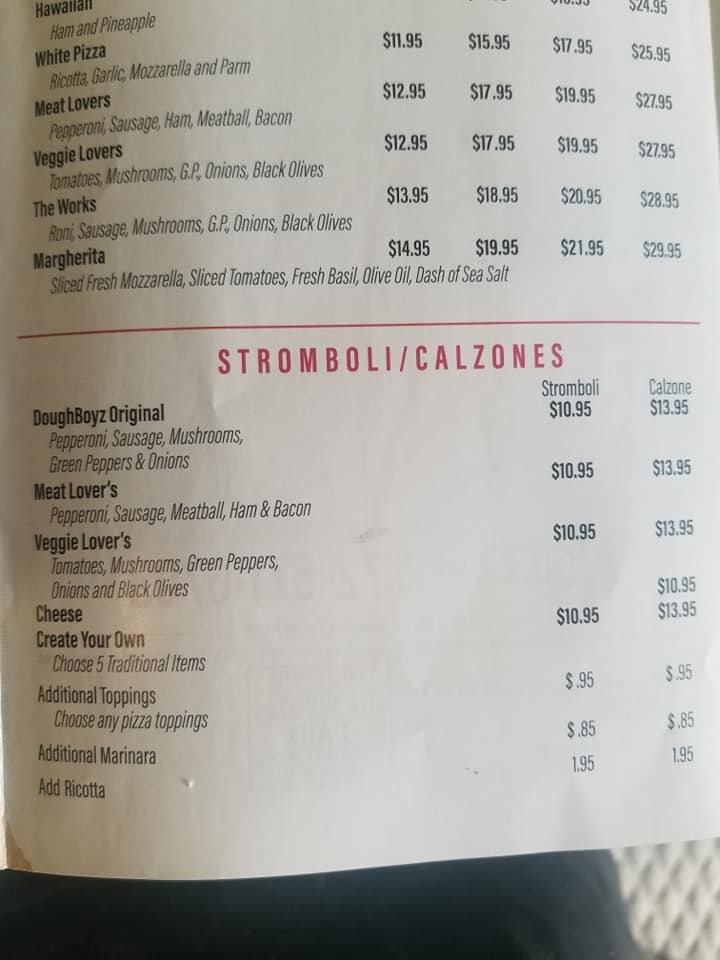 Hawaiian $24.95
Ham and Pineapple
White Pizza $11.95 $15.95 $17.95 $25.95
Ricotta, Garlic, Mozzarella and Parm
Meat Lovers $12.95 $17.95 $19.95 $27.95
Pepperoni, Sausage, Ham, Meatball, Bacon
Veggie Lovers $12.95 $17.95 $19.95 $27.95
Tomatoes, Mushrooms, G.P., Onions, Black Olives
The Works $13.95 $18.95 $20.95 $28.95
Roni, Sausage, Mushrooms, G.P., Onions, Black Olives
Margherita $14.95 $19.95 $21.95 $29.95
Sliced Fresh Mozzarella, Sliced Tomatoes, Fresh Basil, Olive Oil, Dash of Sea Salt
STROMBOLI/CALZONES
Stromboli Calzone
DoughBoyz Original $10.95 $13.95
Pepperoni, Sausage, Mushrooms,
Green Peppers & Onions
Meat Lover's $10.95 $13.95
Pepperoni, Sausage, Meatball, Ham & Bacon
Veggie Lover's $10.95 $13.95
Tomatoes, Mushrooms, Green Peppers,
Onions and Black Olives
Cheese $10.95
Create Your Own $10.95 $13.95
Choose 5 Traditional Items
Additional Toppings $.95 $.95
Choose any pizza toppings
Additional Marinara $.85 $.85
Add Ricotta 1.95 1.95